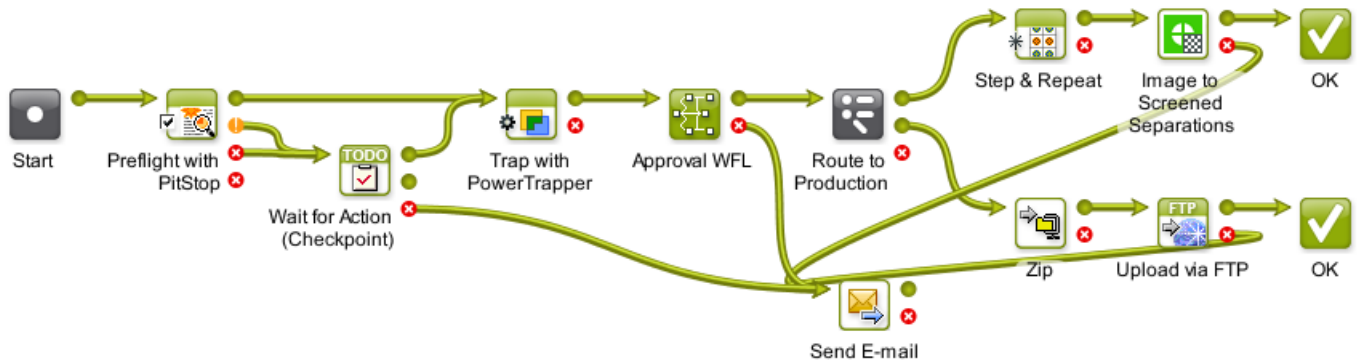 Start
Preflight with
PitStop
TODO
Wait for Action
(Checkpoint)
Trap with
PowerTrapper
Approval WFL
Route to
Production
Step & Repeat
Image to
Screened
Separations
OK
Zip
FTP
Upload via FTP
OK
Send E-mail